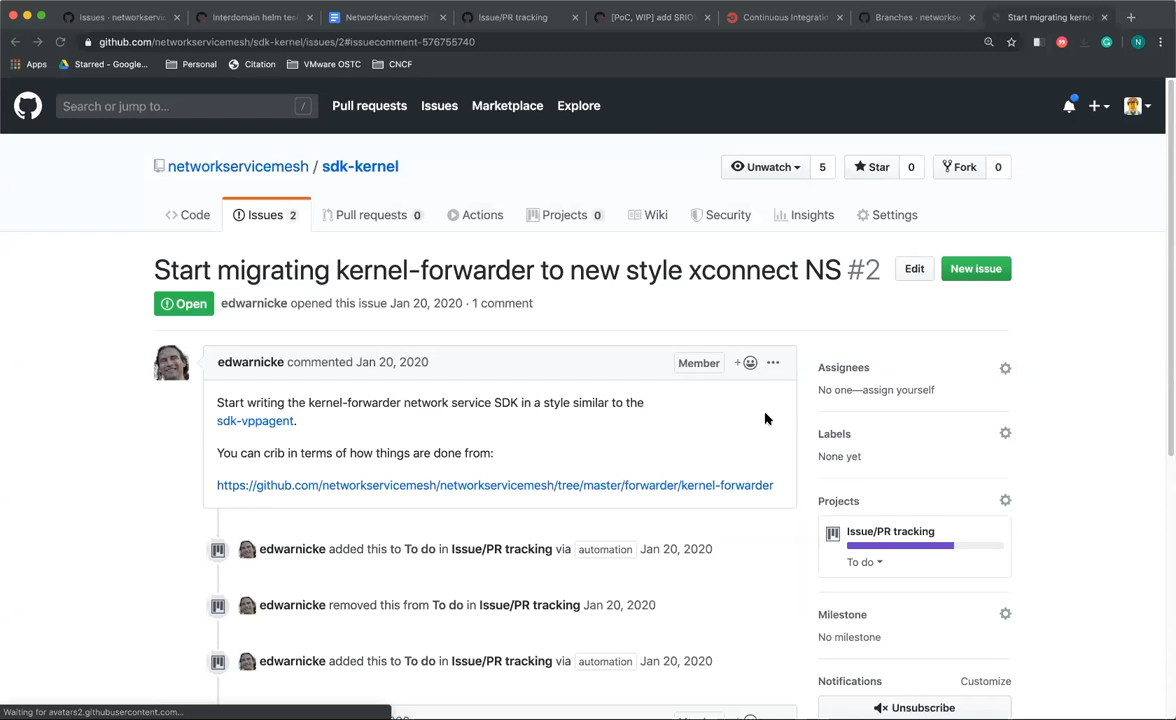 Issues - networkservic
Interdomain helm tes
Networkservicemesh
Issue/PR tracking
[PoC, WIP] add SRIO
Continuous Integratio
Branches - networks
Start migrating kerne
github.com/networkservicemesh/sdk-kernel/issues/2#issuecomment-576755740
N
Apps
Starred - Google...
Personal
Citation
VMware OSTC
CNCF
Search or jump to... /
Pull requests Issues Marketplace Explore
networkservicemesh / sdk-kernel
Unwatch 5 Star 0 Fork 0
Code Issues 2 Pull requests 0 Actions Projects 0 Wiki Security Insights Settings
Start migrating kernel-forwarder to new style xconnect NS #2
Edit New issue
Open edwarnicke opened this issue Jan 20, 2020 · 1 comment
edwarnicke commented Jan 20, 2020
Member
Start writing the kernel-forwarder network service SDK in a style similar to the
sdk-vppagent.
You can crib in terms of how things are done from:
https://github.com/networkservicemesh/networkservicemesh/tree/master/forwarder/kernel-forwarder
edwarnicke added this to To do in Issue/PR tracking via automation Jan 20, 2020
edwarnicke removed this from To do in Issue/PR tracking Jan 20, 2020
edwarnicke added this to To do in Issue/PR tracking via automation Jan 20, 2020
Assignees
No one—assign yourself
Labels
None yet
Projects
Issue/PR tracking
To do
Milestone
No milestone
Notifications Customize
Unsubscribe
Waiting for avatars2.githubusercontent.com...